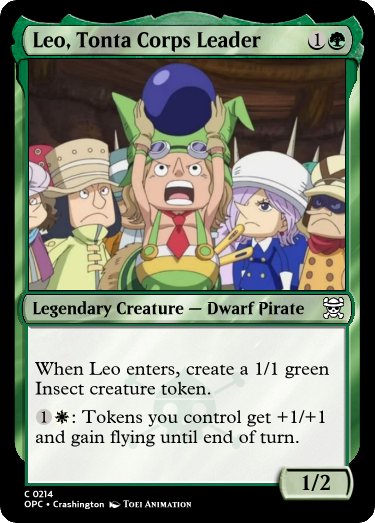 Leo, Tonta Corps Leader 1
Legendary Creature — Dwarf Pirate
When Leo enters, create a 1/1 green
Insect creature token.
1: Tokens you control get +1/+1
and gain flying until end of turn.
1/2
C 0214
OPC • Crashington Toei Animation